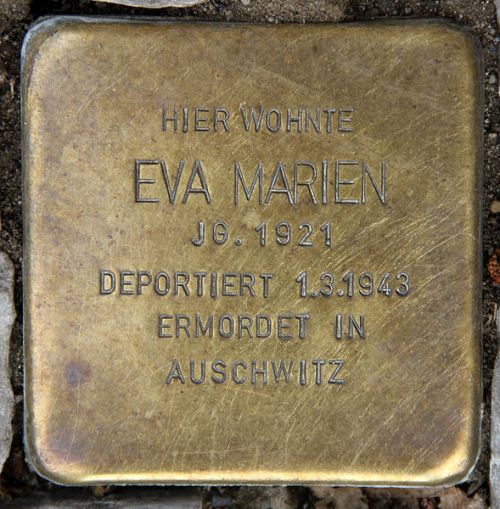 HIER WOHNTE
EVA MARIEN
JG. 1921
DEPORTIERT 1.3.1943
ERMORDET IN
AUSCHWITZ